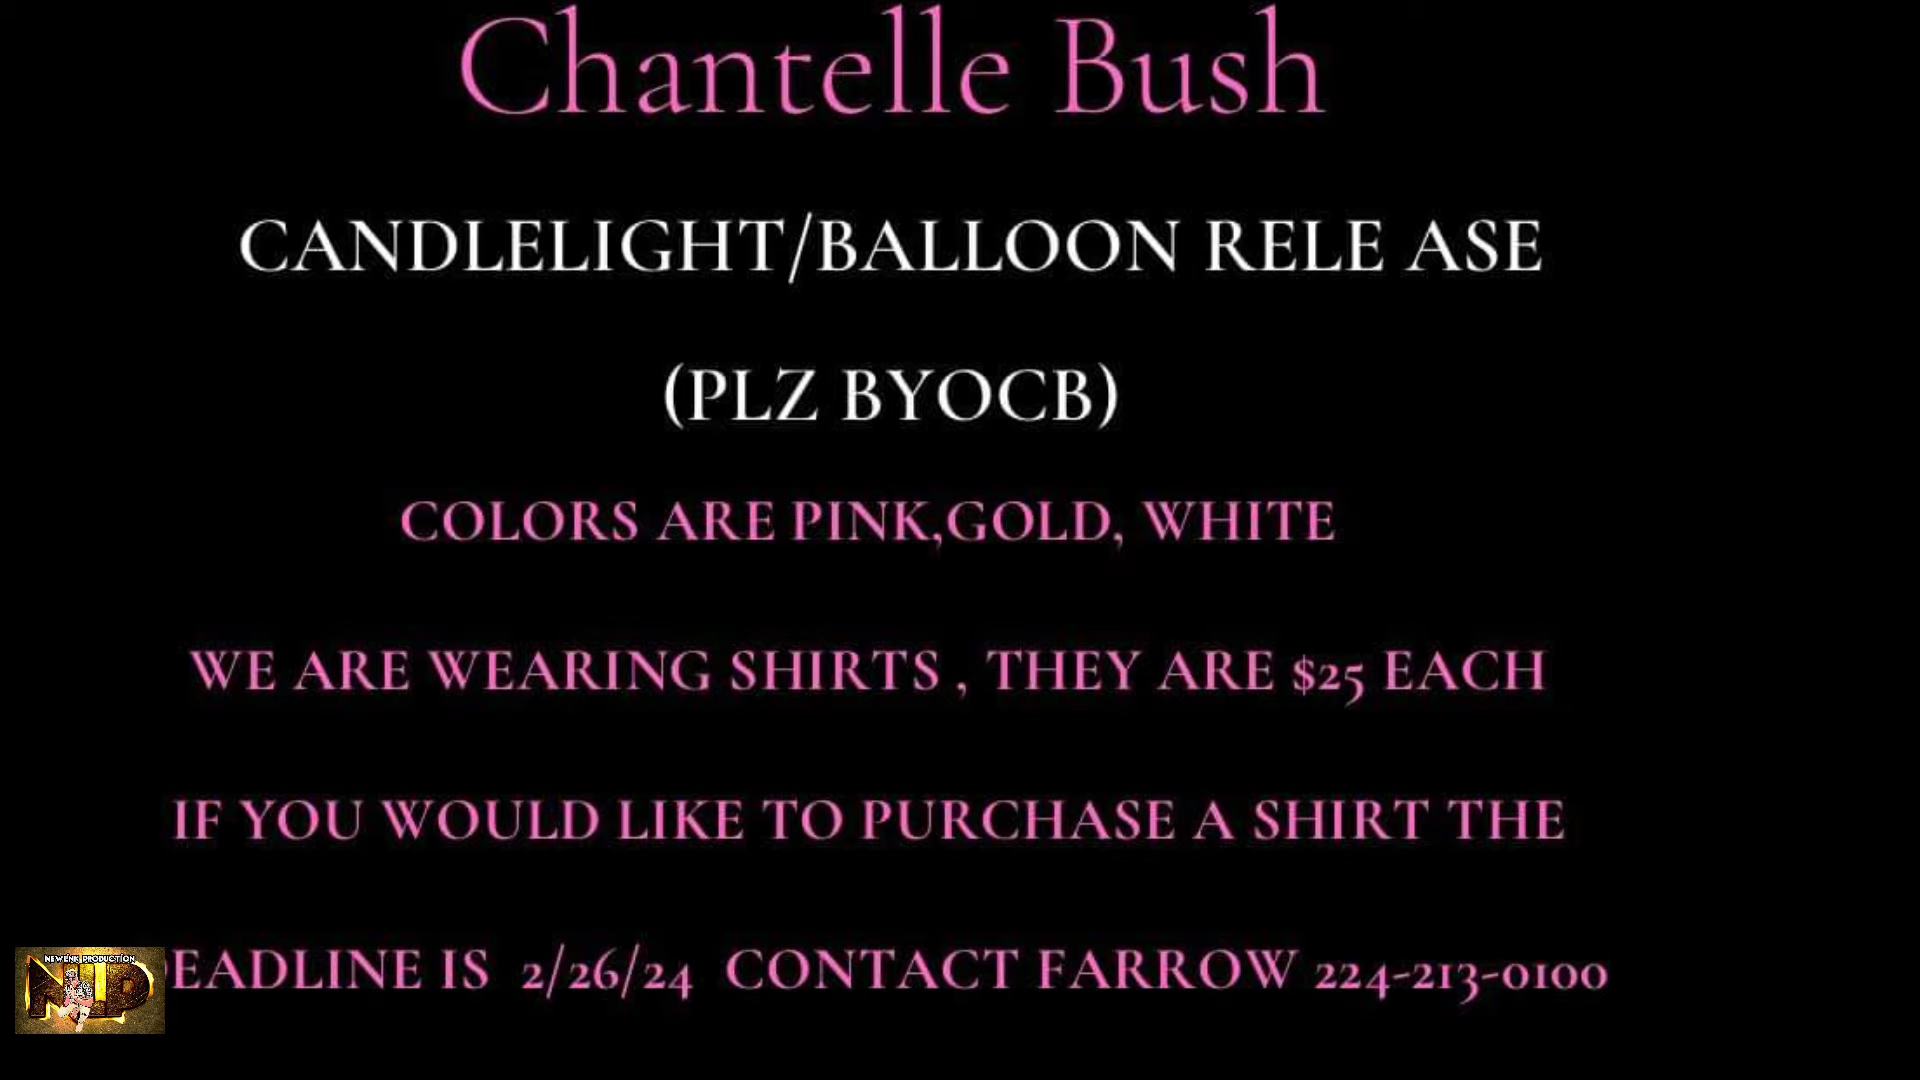 Chantelle Bush
CANDLELIGHT/BALLOON RELE ASE
(PLZ BYOCB)
COLORS ARE PINK,GOLD, WHITE
WE ARE WEARING SHIRTS , THEY ARE $25 EACH
IF YOU WOULD LIKE TO PURCHASE A SHIRT THE
EADLINE IS 2/26/24 CONTACT FARROW 224-213-0100
NEWENK PRODUCTION